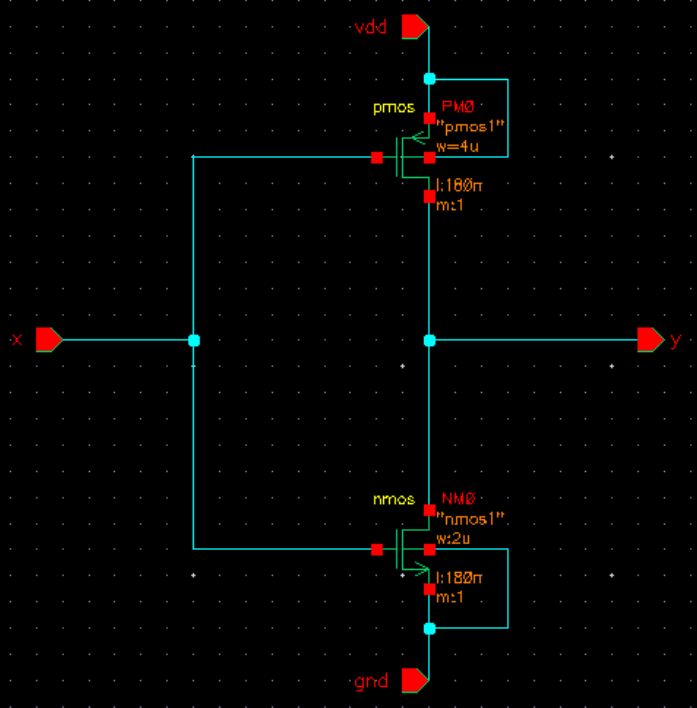 vdd
pmos PM0
"pmos1"
w=4u
l:180n
m:1
x
y
nmos NM0
"nmos1"
w:2u
l:180n
m:1
gnd